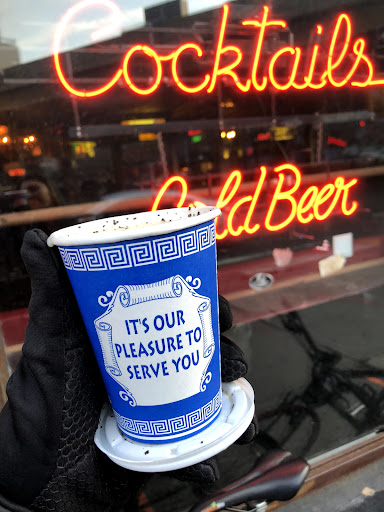 Cocktails
Cold Beer
IT'S OUR
PLEASURE TO
SERVE YOU